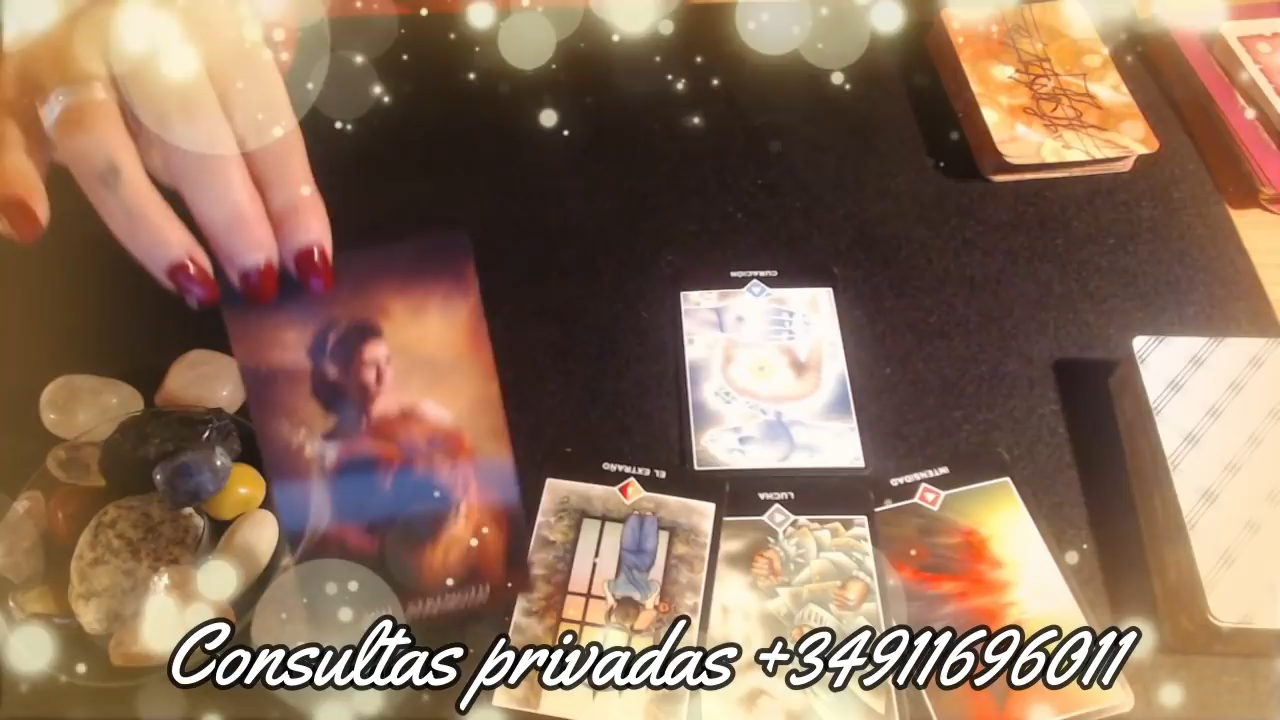 CURACIÓN
EL EXTRAÑO
LUCHA
INTENSIDAD
Consultas privadas +34911696011